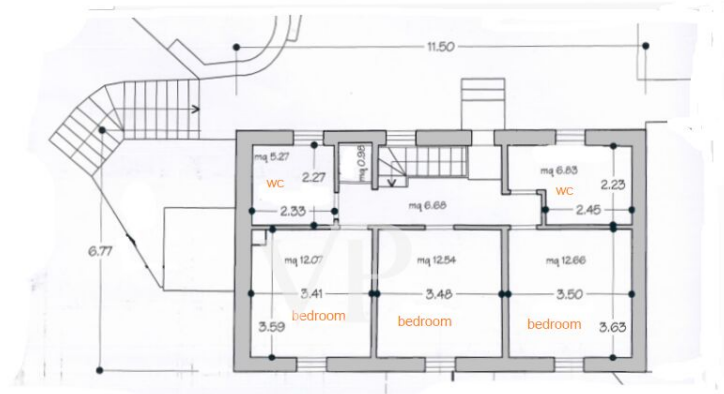 11.50
mq 5.27
wc
2.27
2.33
mq 0.98
mq 6.68
mq 6.83
wc
2.23
2.45
6.77
mq 12.07
3.41
bedroom
3.59
mq 12.54
3.48
bedroom
mq 12.66
3.50
bedroom
3.63
VP